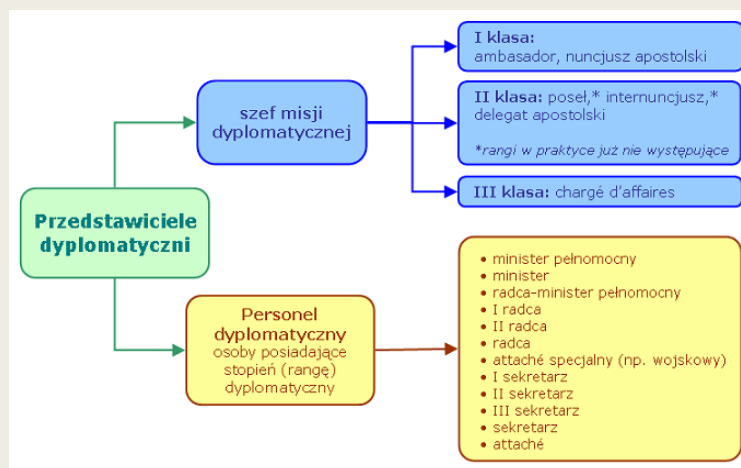 Przedstawiciele
dyplomatyczni
szef misji
dyplomatycznej
I klasa:
ambasador, nuncjusz apostolski
II klasa: poseł,* internuncjusz,*
delegat apostolski
*rangi w praktyce już nie występujące
III klasa: chargé d’affaires
Personel
dyplomatyczny
osoby posiadające
stopień (rangę)
dyplomatyczny
• minister pełnomocny
• minister
• radca-minister pełnomocny
• I radca
• II radca
• radca
• attaché specjalny (np. wojskowy)
• I sekretarz
• II sekretarz
• III sekretarz
• sekretarz
• attaché